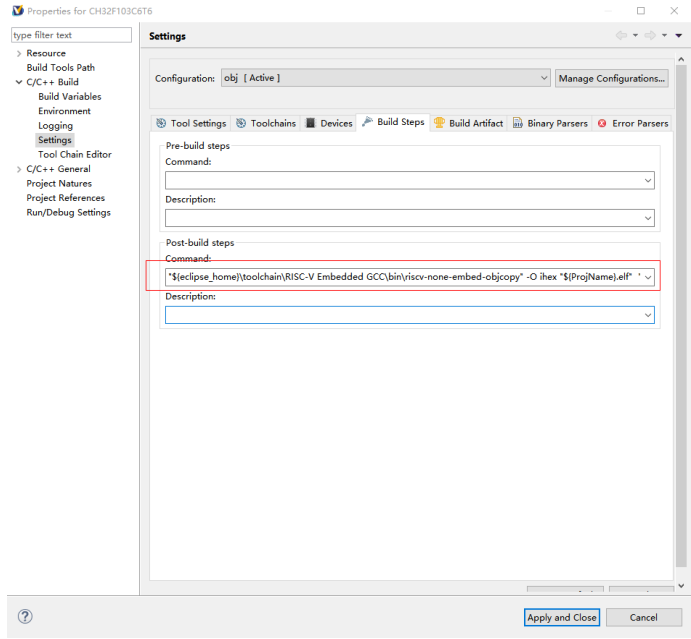 Properties for CH32F103C6T6
type filter text
Settings
Resource
Build Tools Path
C/C++ Build
Build Variables
Environment
Logging
Settings
Tool Chain Editor
C/C++ General
Project Natures
Project References
Run/Debug Settings
Configuration: obj [ Active ]
Manage Configurations...
Tool Settings Toolchains Devices Build Steps Build Artifact Binary Parsers Error Parsers
Pre-build steps
Command:
Description:
Post-build steps
Command:
"${eclipse_home}\toolchain\RISC-V Embedded GCC\bin\riscv-none-embed-objcopy" -O ihex "${ProjName}.elf" '
Description:
Apply and Close
Cancel